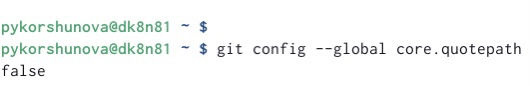 pykorshunova@dk8n81 ~ $
pykorshunova@dk8n81 ~ $ git config --global core.quotepath
false